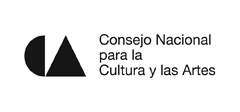 Consejo Nacional
para la
Cultura y las Artes